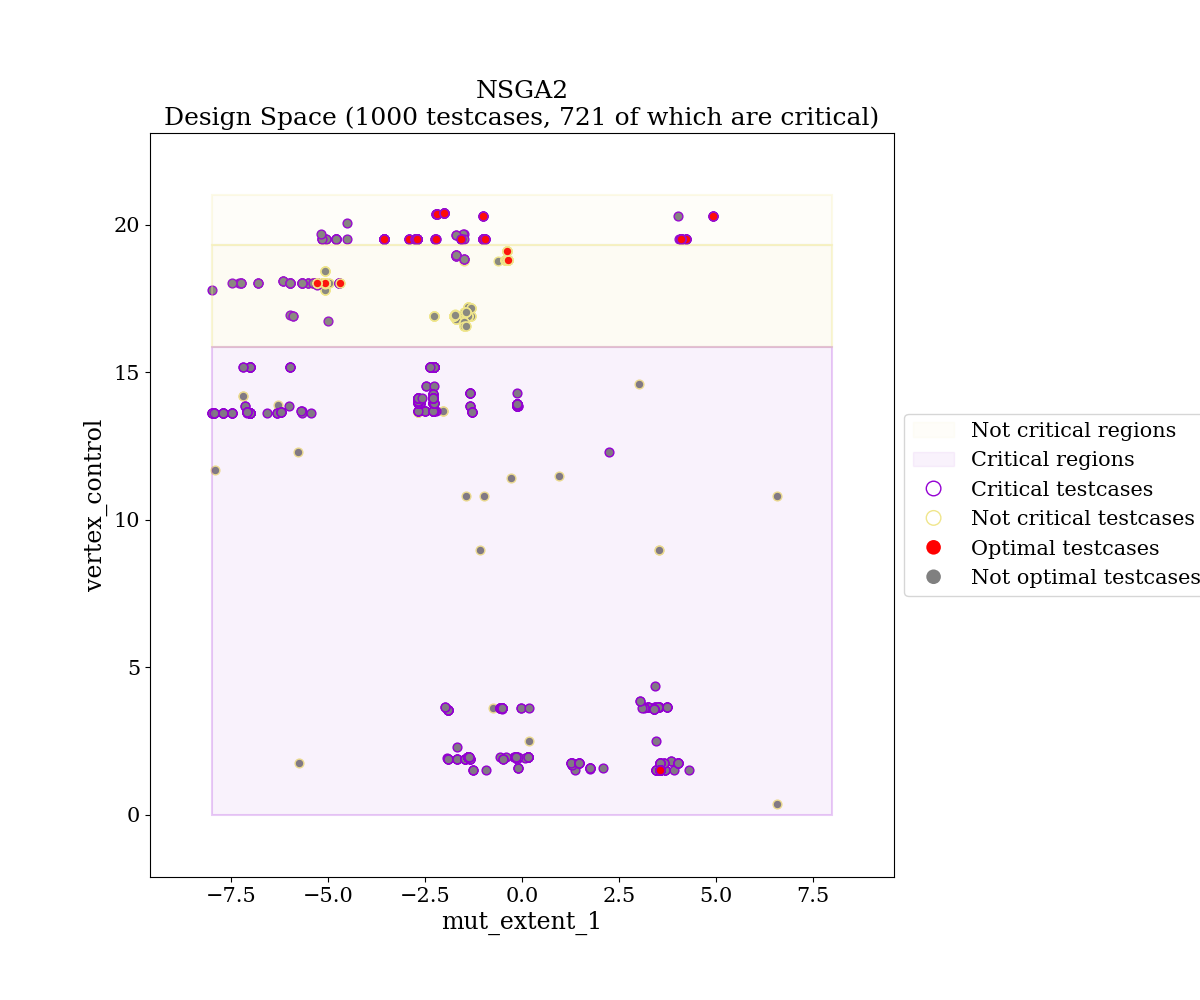 NSGA2
Design Space (1000 testcases, 721 of which are critical)
20
15
10
5
0
vertex_control
−7.5
−5.0
−2.5
0.0
2.5
5.0
7.5
mut_extent_1
Not critical regions
Critical regions
Critical testcases
Not critical testcases
Optimal testcases
Not optimal testcases